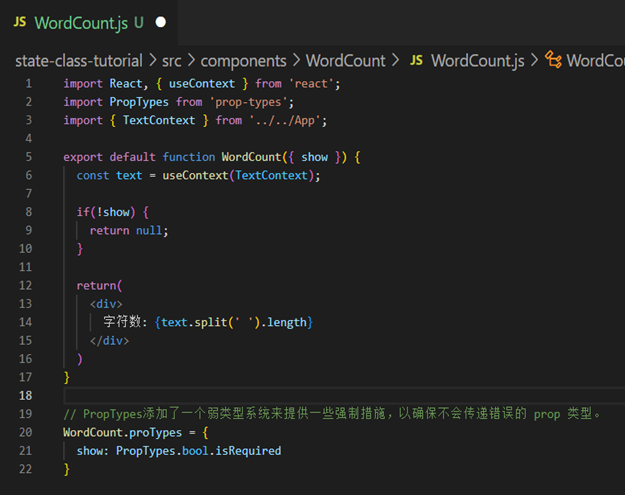 JS WordCount.js U
state-class-tutorial > src > components > WordCount > JS WordCount.js > WordCou
1 import React, { useContext } from 'react';
2 import PropTypes from 'prop-types';
3 import { TextContext } from '../../App';
4
5 export default function WordCount({ show }) {
6 const text = useContext(TextContext);
7
8 if(!show) {
9 return null;
10 }
11
12 return(
13 <div>
14 字符数: {text.split(' ').length}
15 </div>
16 )
17 }
18
19 // PropTypes添加了一个弱类型系统来提供一些强制措施，以确保不会传递错误的 prop 类型。
20 WordCount.proTypes = {
21 show: PropTypes.bool.isRequired
22 }